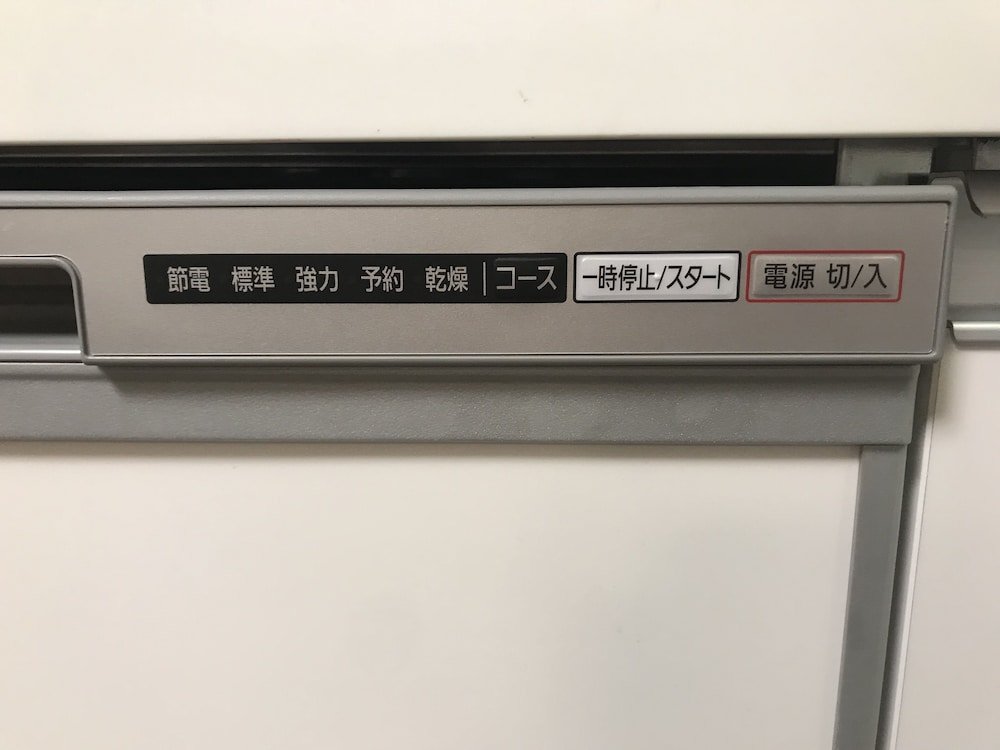 節電 標準 強力 予約 乾燥 | コース 一時停止/スタート 電源 切/入